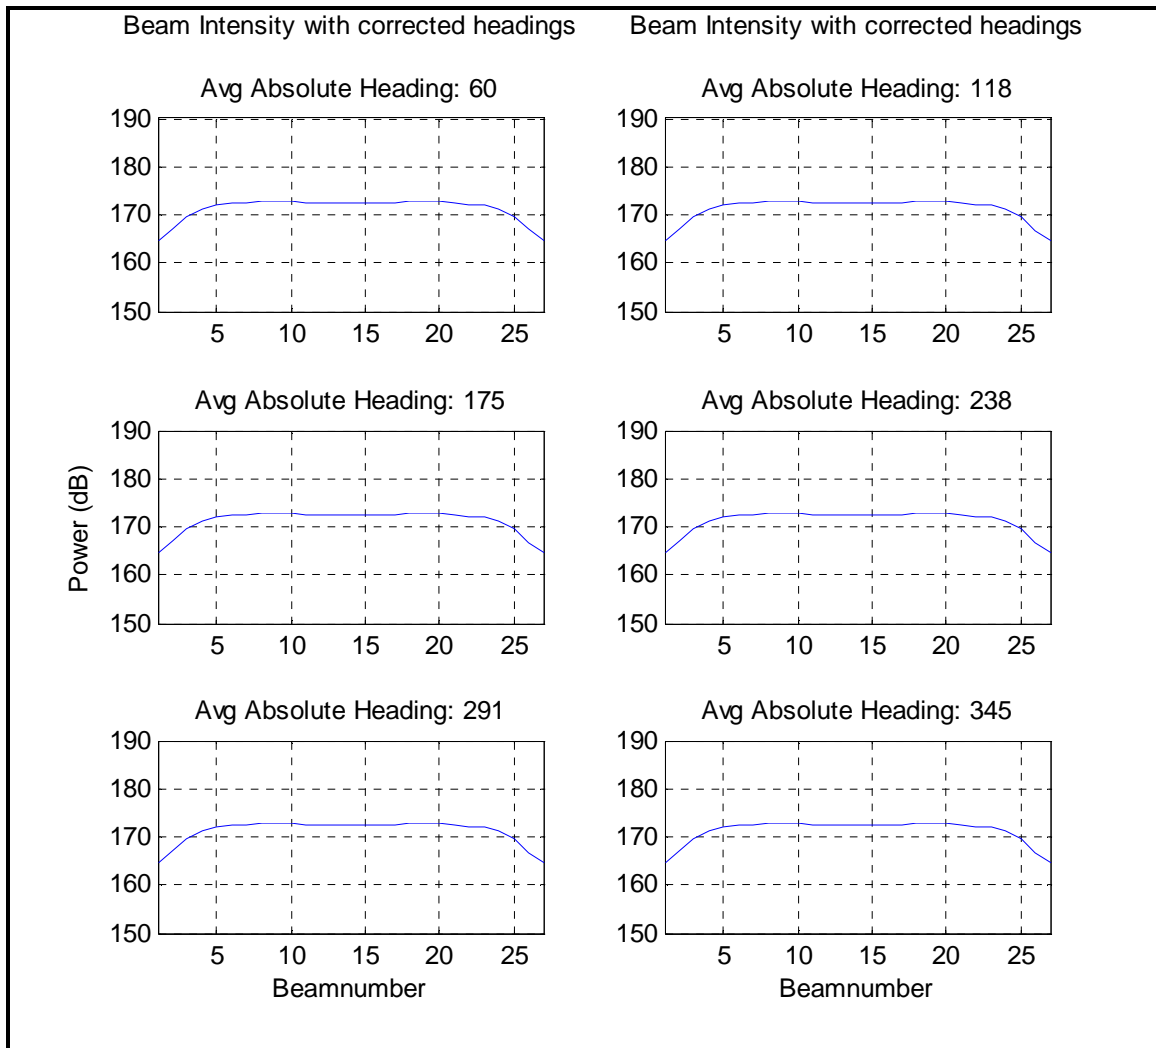 Beam Intensity with corrected headings
Beam Intensity with corrected headings
Avg Absolute Heading: 60
190
180
170
160
150
5 10 15 20 25
Avg Absolute Heading: 118
190
180
170
160
150
5 10 15 20 25
Avg Absolute Heading: 175
Power (dB)
190
180
170
160
150
5 10 15 20 25
Avg Absolute Heading: 238
190
180
170
160
150
5 10 15 20 25
Avg Absolute Heading: 291
190
180
170
160
150
5 10 15 20 25
Beamnumber
Avg Absolute Heading: 345
190
180
170
160
150
5 10 15 20 25
Beamnumber